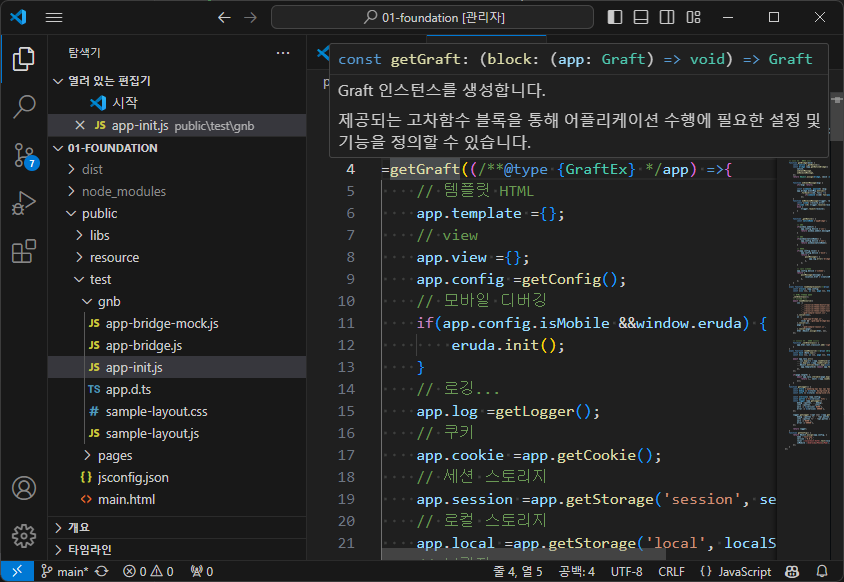 01-foundation [관리자]
탐색기
열려 있는 편집기
시작
JS app-init.js public\test\gnb
01-FOUNDATION
dist
node_modules
public
libs
resource
test
gnb
JS app-bridge-mock.js
JS app-bridge.js
JS app-init.js
TS app.d.ts
# sample-layout.css
JS sample-layout.js
pages
{} jsconfig.json
<> main.html
개요
타임라인
7
const getGraft: (block: (app: Graft) => void) => Graft
Graft 인스턴스를 생성합니다.
제공되는 고차함수 블록을 통해 어플리케이션 수행에 필요한 설정 및
기능을 정의할 수 있습니다.
4 =getGraft((/**@type {GraftEx} */app) =>{
5 // 템플릿 HTML
6 app.template ={};
7 // view
8 app.view ={};
9 app.config =getConfig();
10 // 모바일 디버깅
11 if(app.config.isMobile &&window.eruda) {
12 eruda.init();
13 }
14 // 로깅...
15 app.log =getLogger();
16 // 쿠키
17 app.cookie =app.getCookie();
18 // 세션 스토리지
19 app.session =app.getStorage('session', se
20 // 로컬 스토리지
21 app.local =app.getStorage('local', localS
main* 0 0 0 줄 4, 열 5 공백: 4 UTF-8 CRLF {} JavaScript